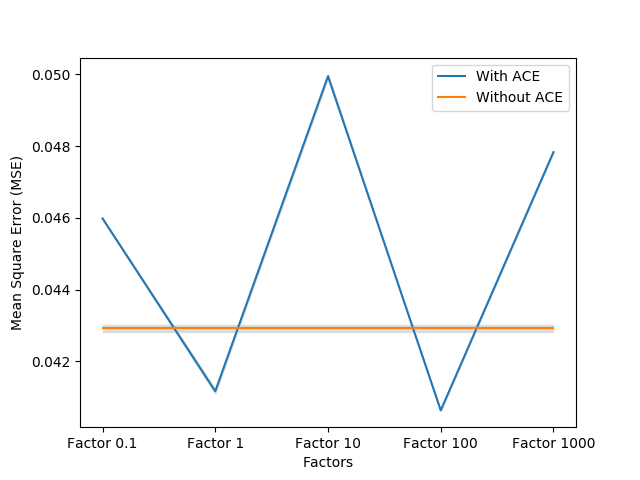 With ACE
Without ACE
0.050
0.048
0.046
0.044
0.042
Mean Square Error (MSE)
Factor 0.1 Factor 1 Factor 10 Factor 100 Factor 1000
Factors